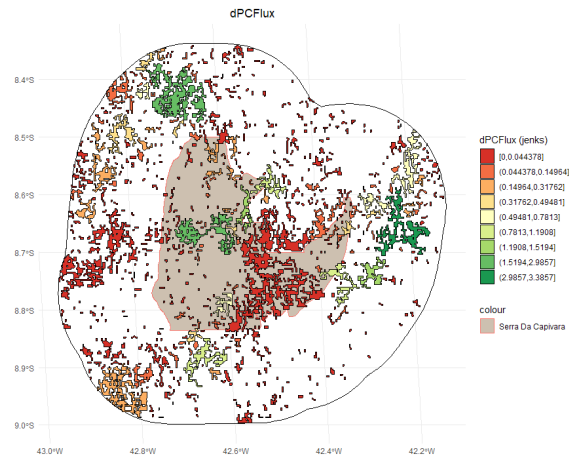 dPCFlux
8.4°S
8.5°S
8.6°S
8.7°S
8.8°S
8.9°S
9.0°S
43.0°W
42.8°W
42.6°W
42.4°W
42.2°W
dPCFlux (jenks)
[0,0.044378]
(0.044378,0.14964]
(0.14964,0.31762]
(0.31762,0.49481]
(0.49481,0.7813]
(0.7813,1.1908]
(1.1908,1.5194]
(1.5194,2.9857]
(2.9857,3.3857]
colour
Serra Da Capivara